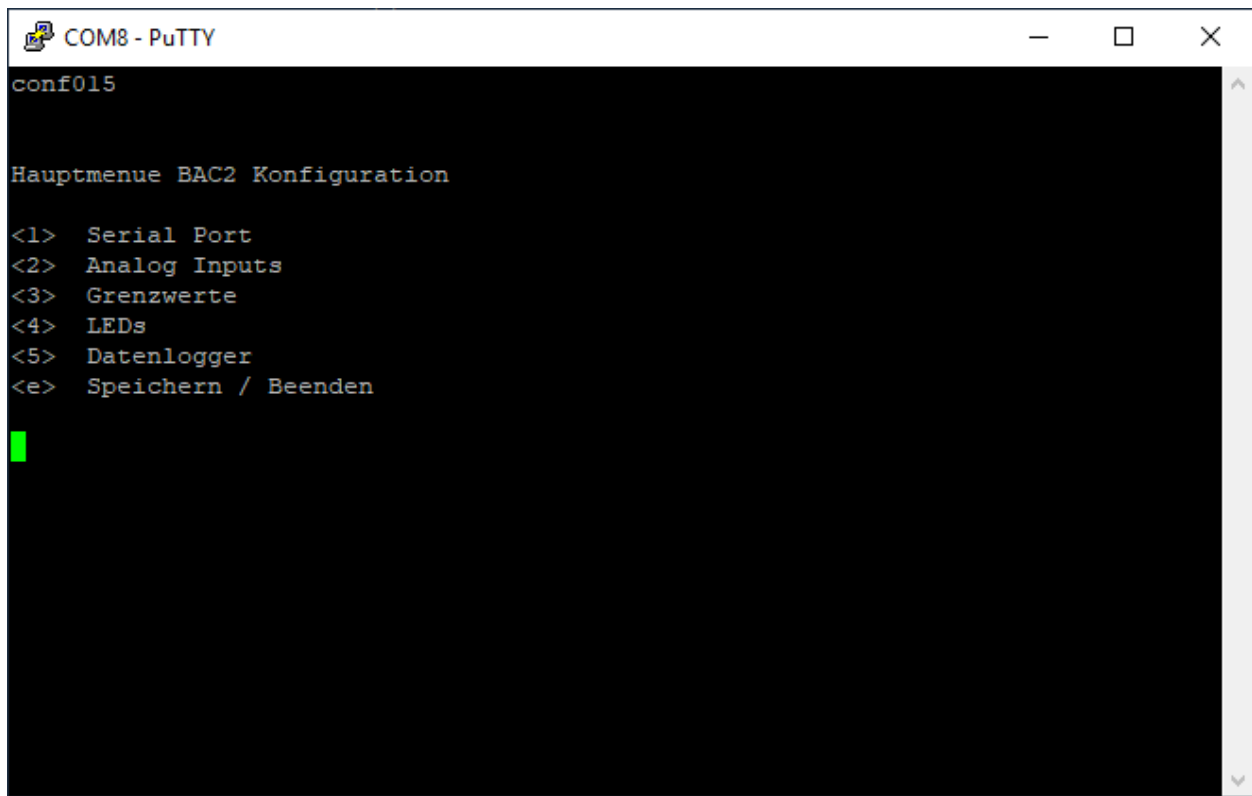 COM8 - PuTTY
conf015
Hauptmenue BAC2 Konfiguration
<1>  Serial Port
<2>  Analog Inputs
<3>  Grenzwerte
<4>  LEDs
<5>  Datenlogger
<e>  Speichern / Beenden